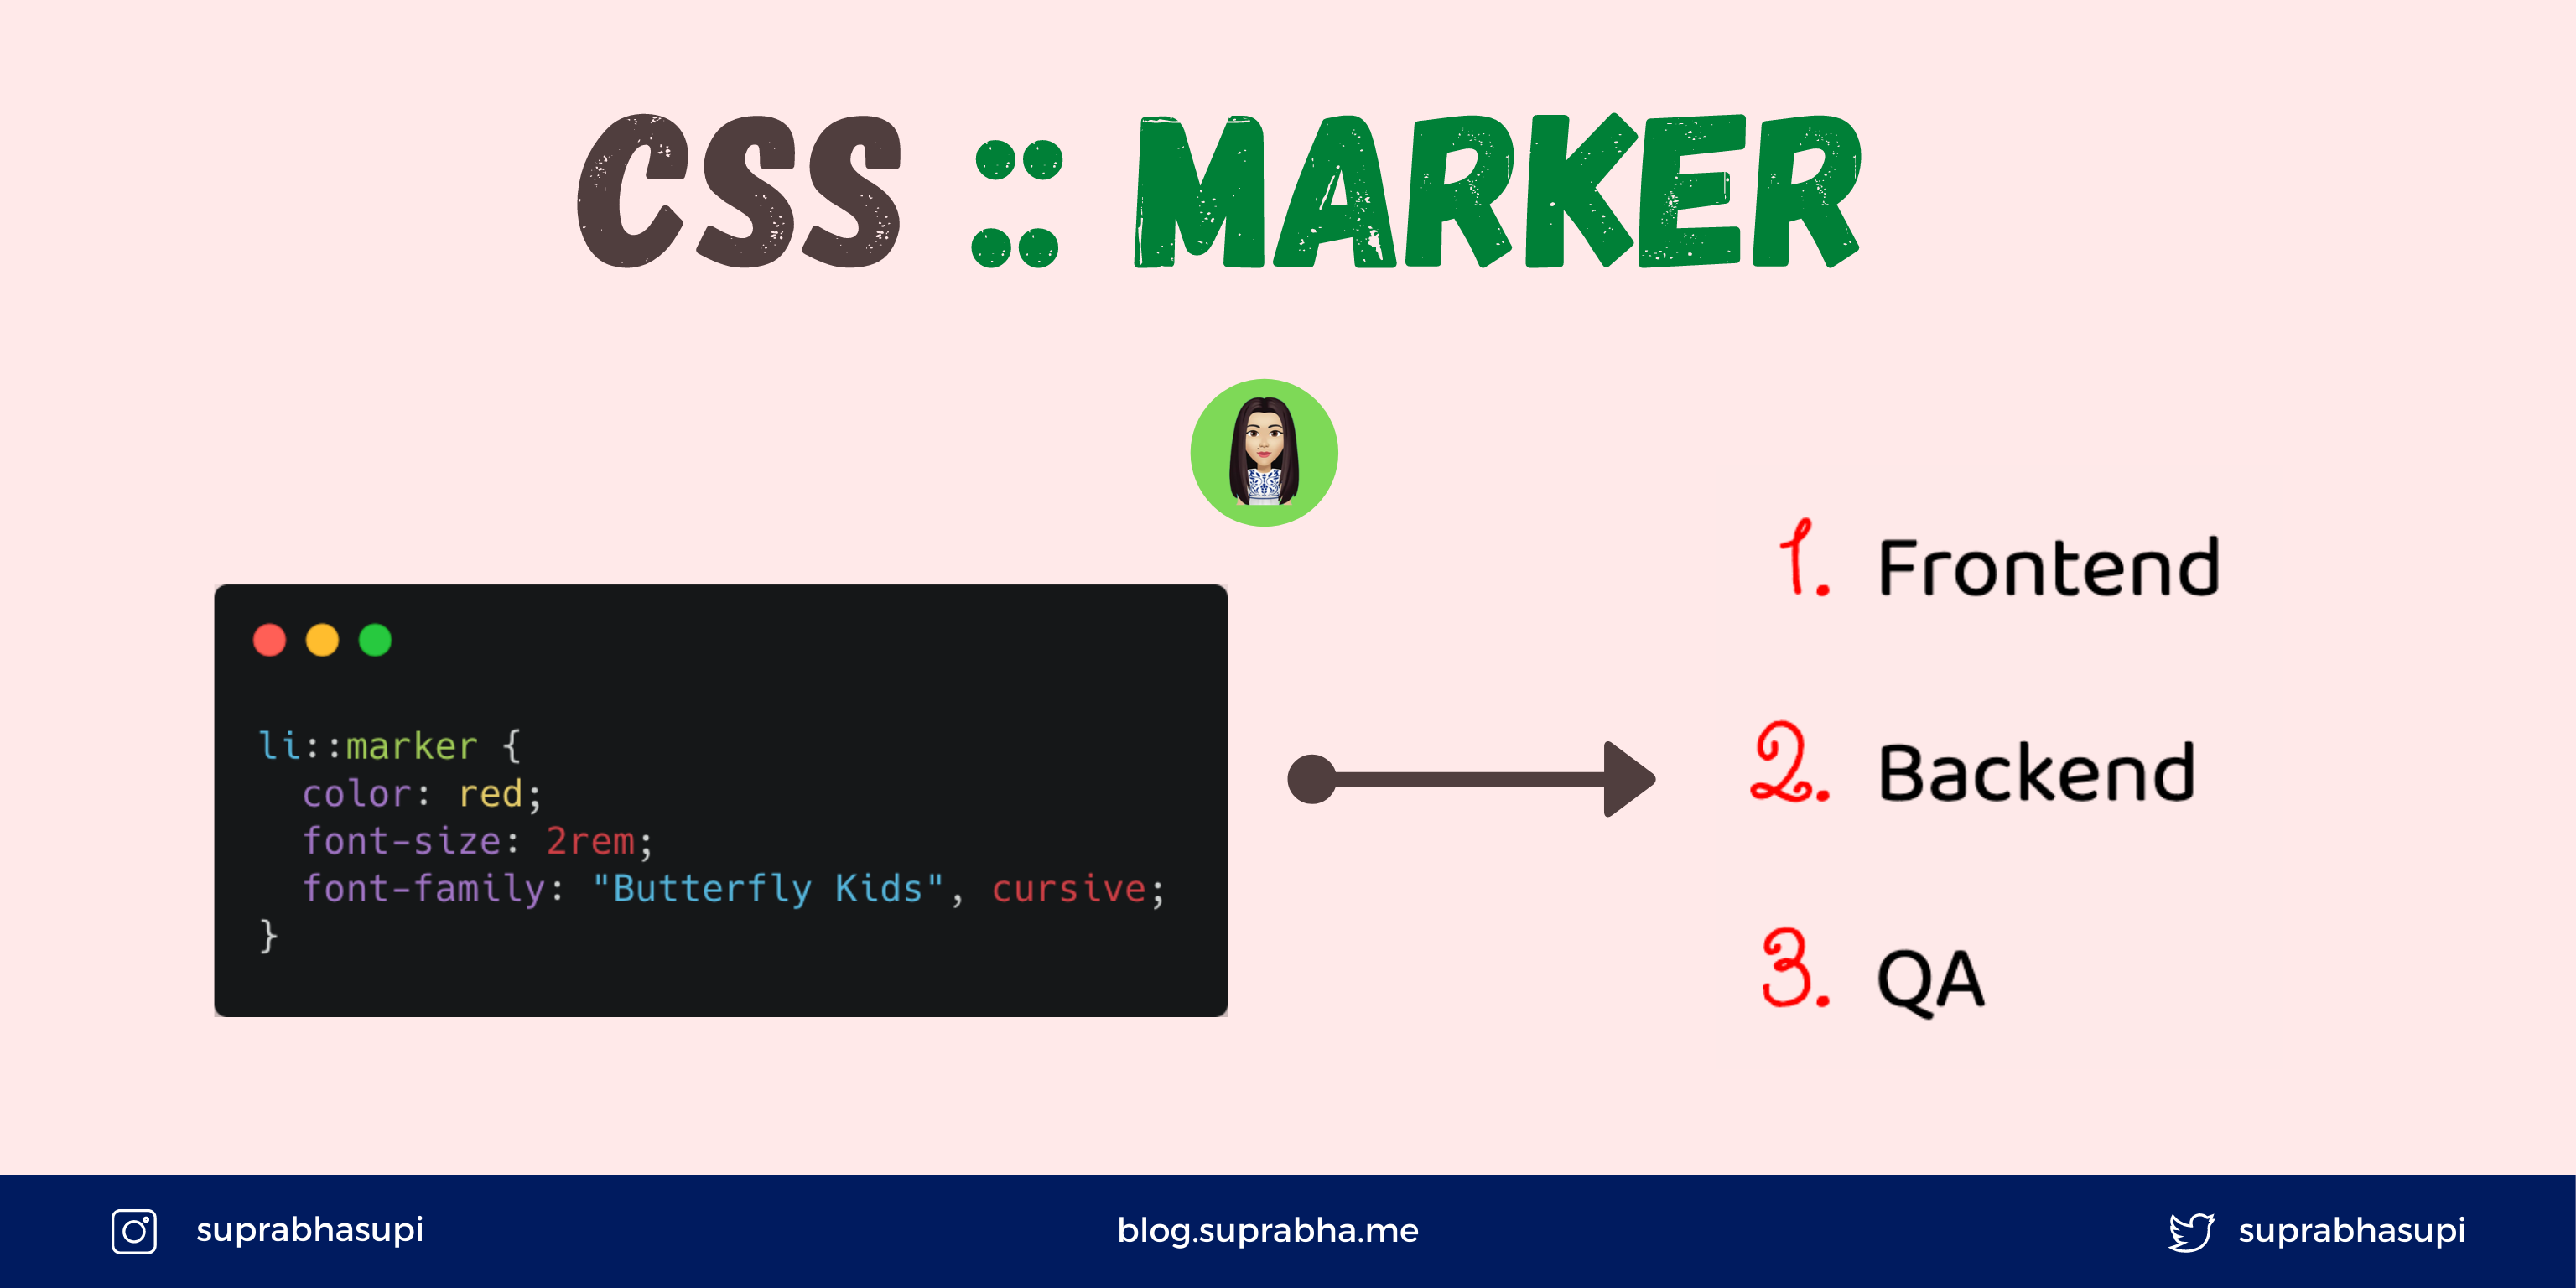 CSS :: MARKER
li::marker {
  color: red;
  font-size: 2rem;
  font-family: "Butterfly Kids", cursive;
}
1. Frontend
2. Backend
3. QA
suprabhasupi
blog.suprabha.me
suprabhasupi